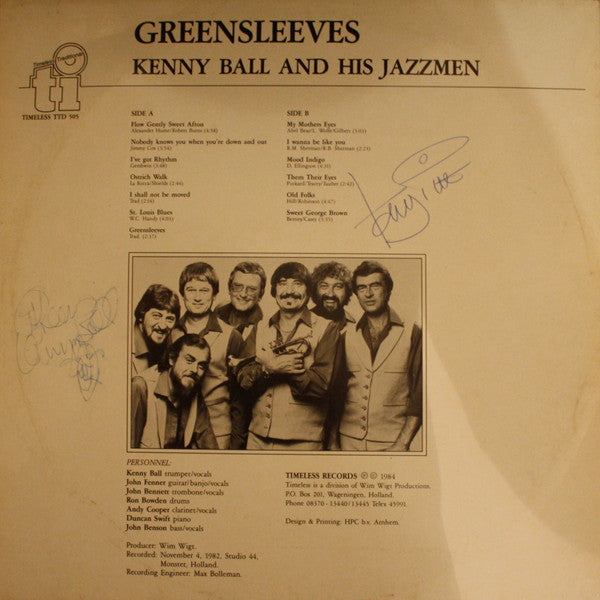 GREENSLEEVES
KENNY BALL AND HIS JAZZMEN
Timeless
Traditional
ti
TIMELESS TTD 505
SIDE A
Flow Gently Sweet Afton
Alexander Hume/Robert Burns (4:34)
Nobody knows you when you're down and out
Jimmy Cox (3:34)
I've got Rhythm
Gershwin (3:48)
Ostrich Walk
La Rocca/Shields (2:44)
I shall not be moved
Trad. (2:16)
St. Louis Blues
W.C. Handy (4:01)
Greensleeves
Trad. (2:37)
SIDE B
My Mothers Eyes
Abel Bear/L. Wolfe/Gilbert (5:01)
I wanna be like you
R.M. Sherman/R.B. Sherman (2:23)
Mood Indigo
D. Ellington (4:31)
Them Their Eyes
Pinkard/Tracey/Tauber (2:42)
Old Folks
Hill/Robinson (4:47)
Sweet George Brown
Bernie/Casey (3:35)
PERSONNEL:
Kenny Ball trumpet/vocals
John Fenner guitar/banjo/vocals
John Bennett trombone/vocals
Ron Bowden drums
Andy Cooper clarinet/vocals
Duncan Swift piano
John Benson bass/vocals
Producer: Wim Wigt.
Recorded: November 4, 1982, Studio 44,
Monster, Holland.
Recording Engineer: Max Bolleman.
TIMELESS RECORDS ℗ © 1984
Timeless is a division of Wim Wigt Productions.
P.O. Box 201, Wageningen, Holland.
Phone 08370 - 13440/13445 Telex 45991.
Design & Printing: HPC b.v. Arnhem.